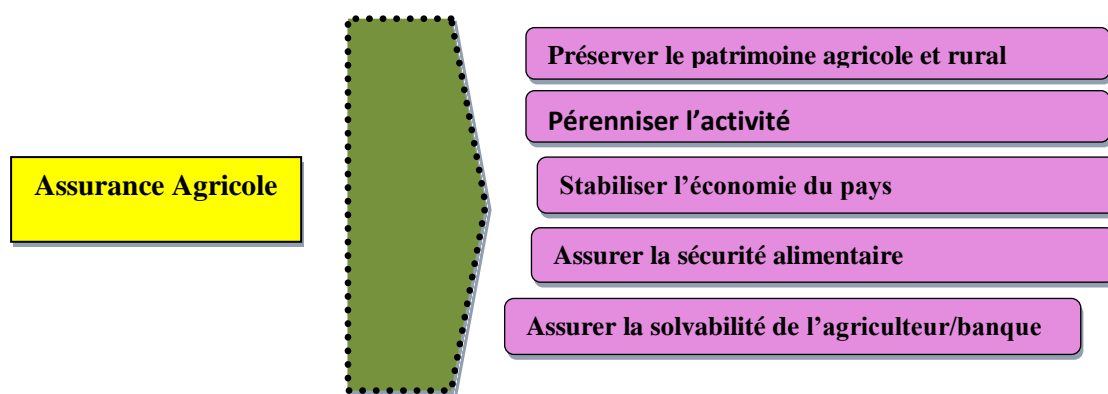 Préserver le patrimoine agricole et rural
Pérenniser l’activité
Assurance Agricole
Stabiliser l’économie du pays
Assurer la sécurité alimentaire
Assurer la solvabilité de l’agriculteur/banque